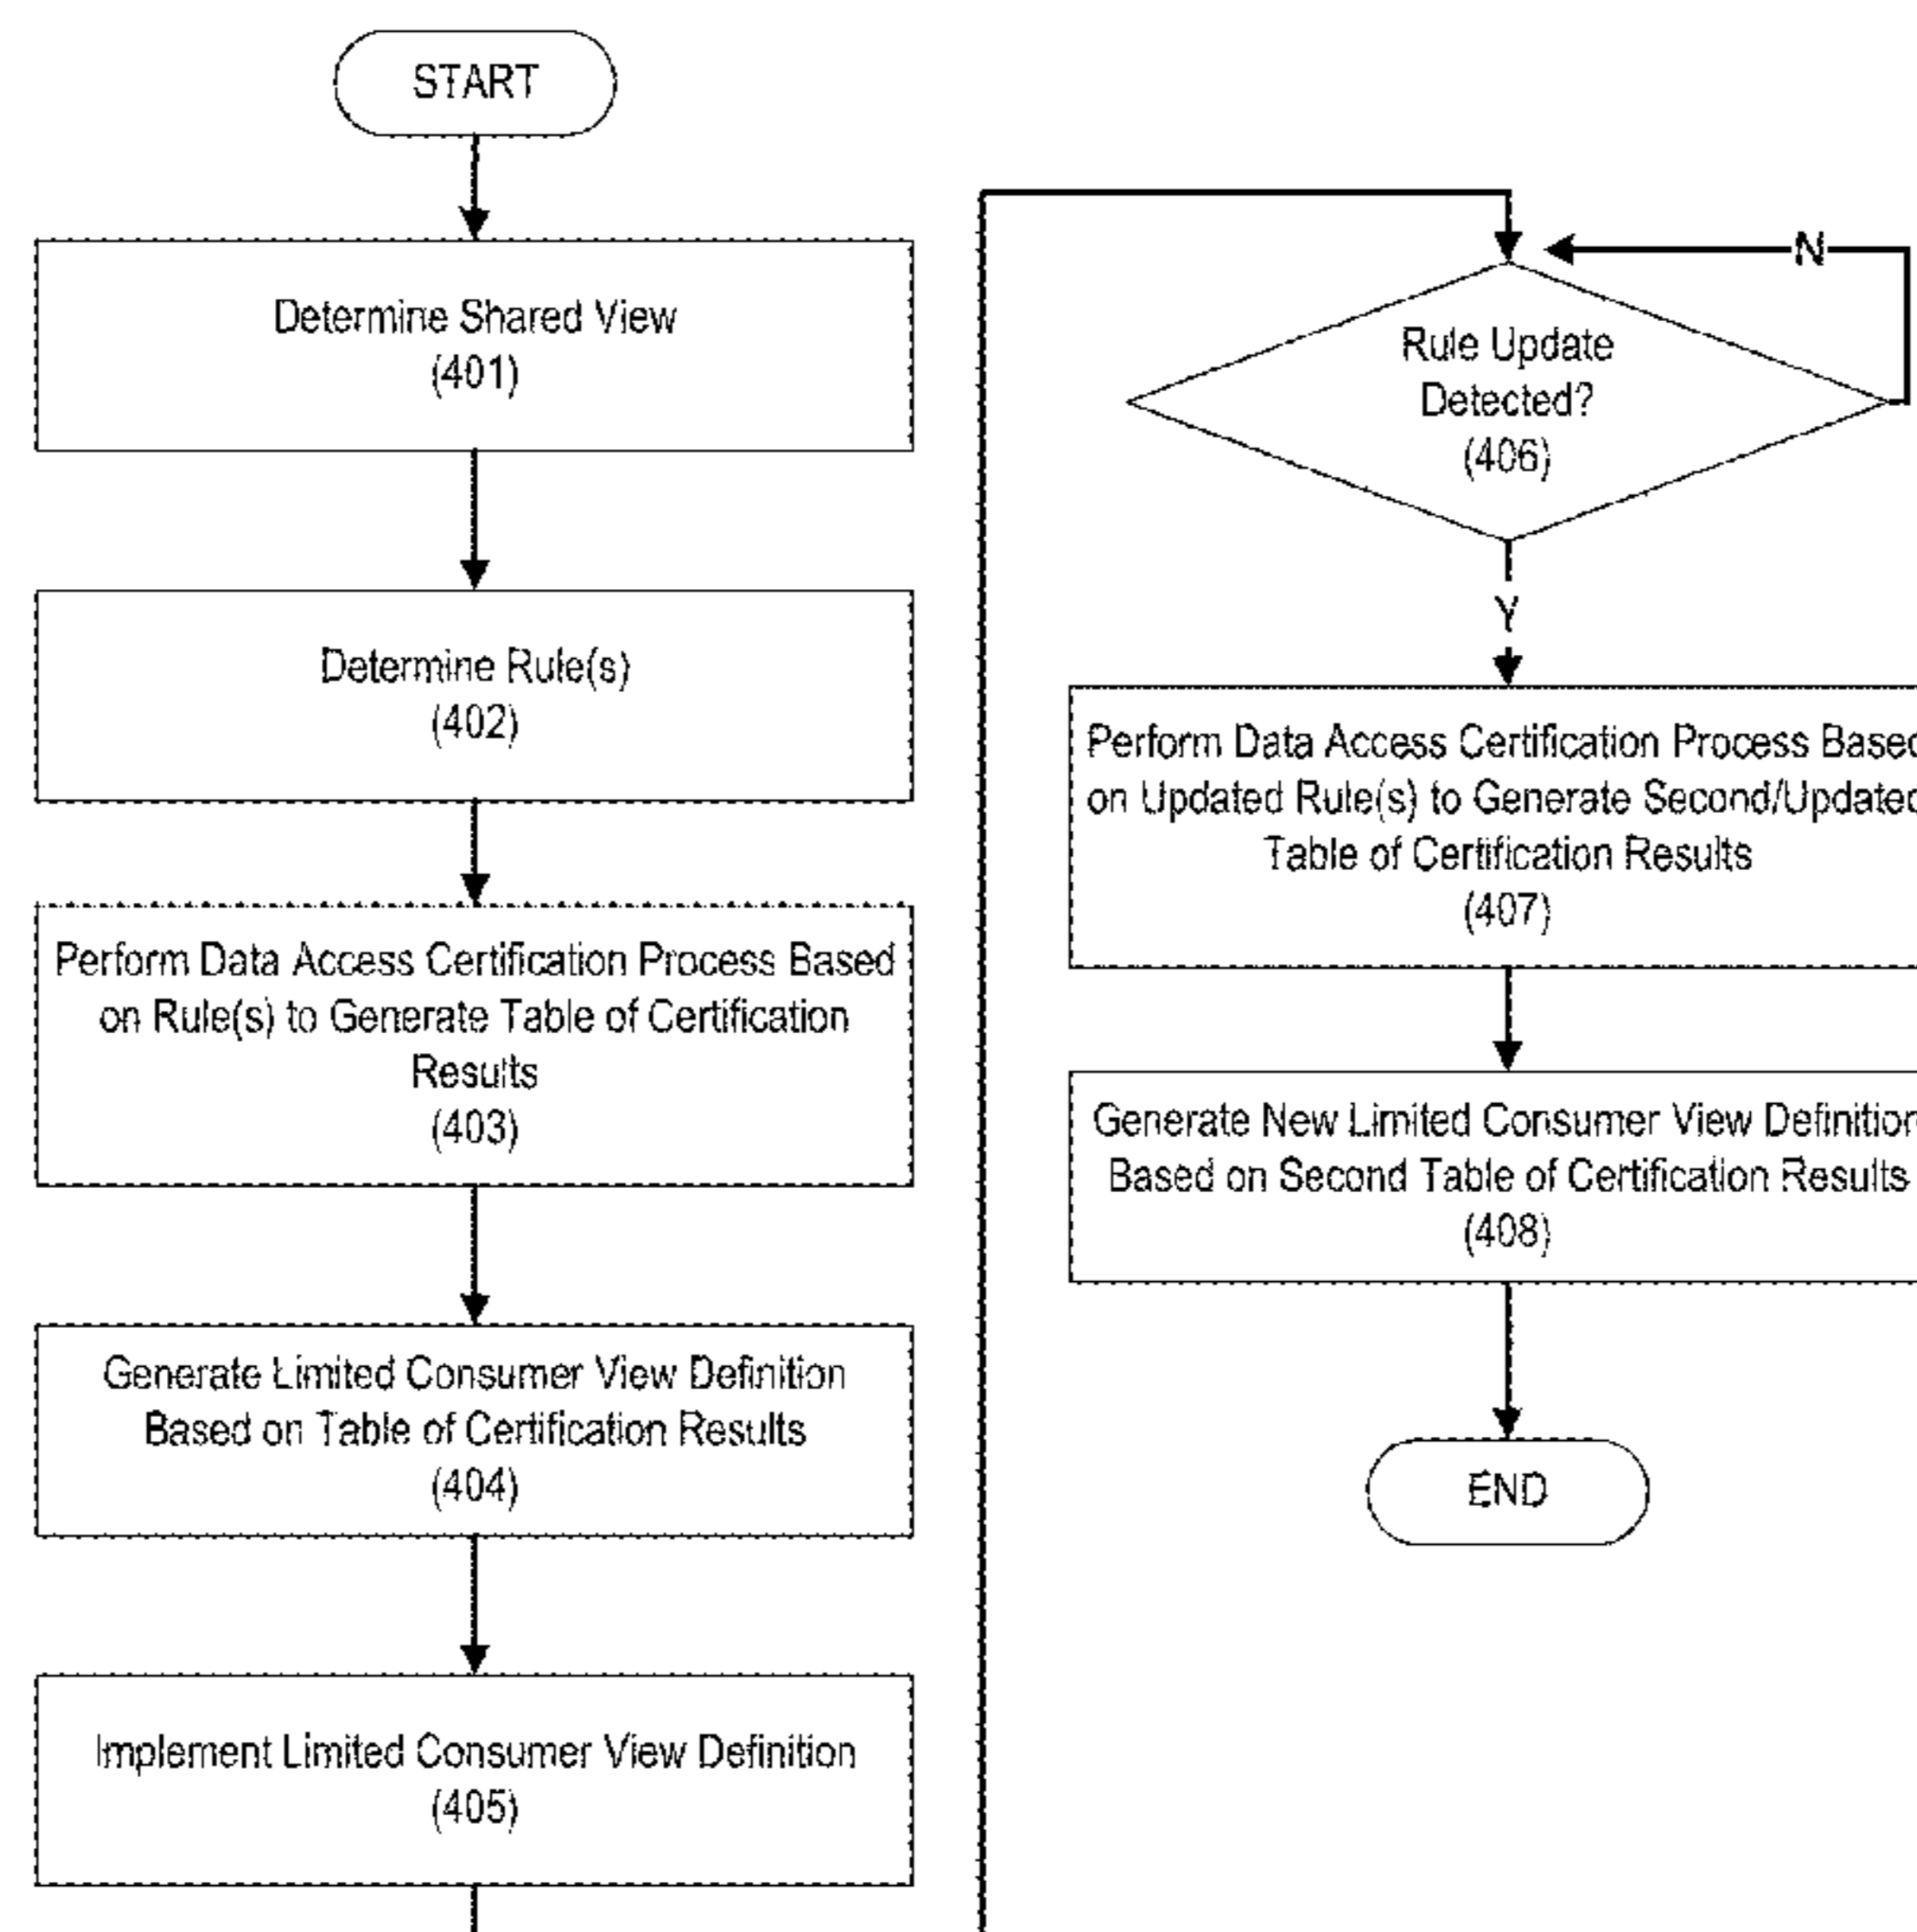 START
Determine Shared View
(401)
Determine Rule(s)
(402)
Perform Data Access Certification Process Based
on Rule(s) to Generate Table of Certification
Results
(403)
Generate Limited Consumer View Definition
Based on Table of Certification Results
(404)
Implement Limited Consumer View Definition
(405)
Rule Update
Detected?
(406)
N
Y
Perform Data Access Certification Process Based
on Updated Rule(s) to Generate Second/Updated
Table of Certification Results
(407)
Generate New Limited Consumer View Definition
Based on Second Table of Certification Results
(408)
END